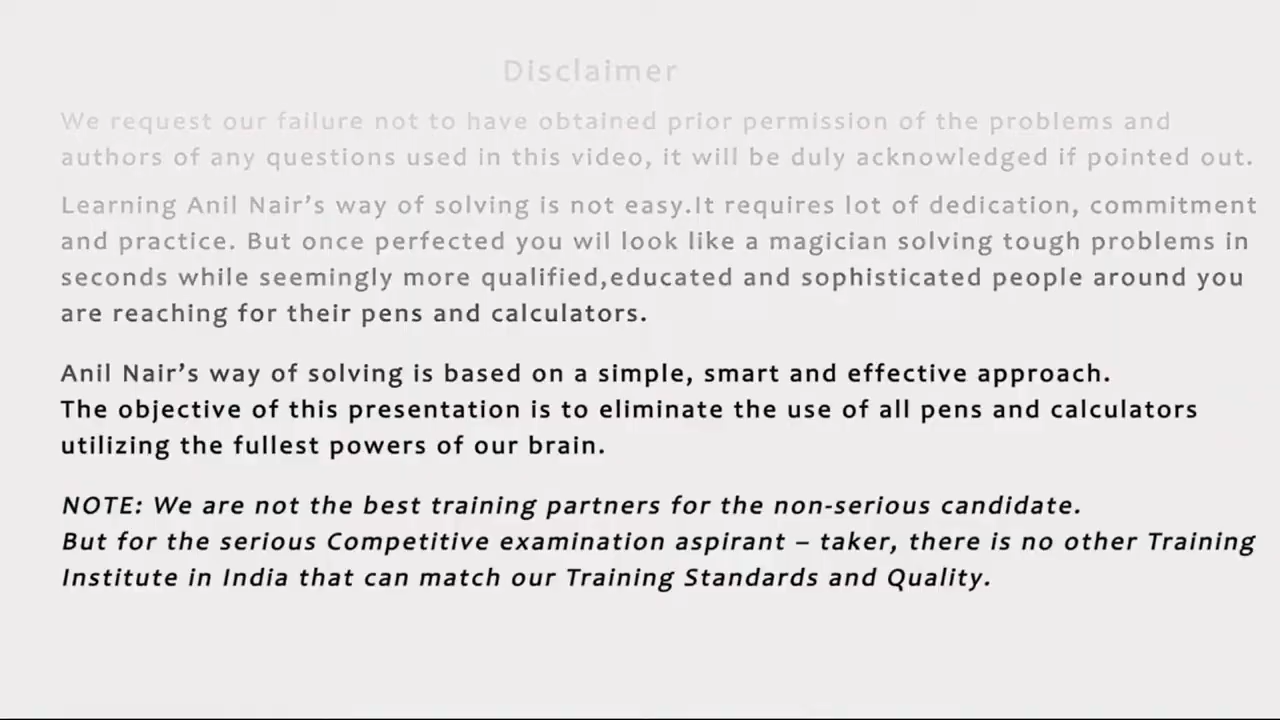 Disclaimer
We request our failure not to have obtained prior permission of the problems and
authors of any questions used in this video, it will be duly acknowledged if pointed out.
Learning Anil Nair's way of solving is not easy.It requires lot of dedication, commitment
and practice. But once perfected you wil look like a magician solving tough problems in
seconds while seemingly more qualified,educated and sophisticated people around you
are reaching for their pens and calculators.
Anil Nair's way of solving is based on a simple, smart and effective approach.
The objective of this presentation is to eliminate the use of all pens and calculators
utilizing the fullest powers of our brain.
NOTE: We are not the best training partners for the non-serious candidate.
But for the serious Competitive examination aspirant – taker, there is no other Training
Institute in India that can match our Training Standards and Quality.